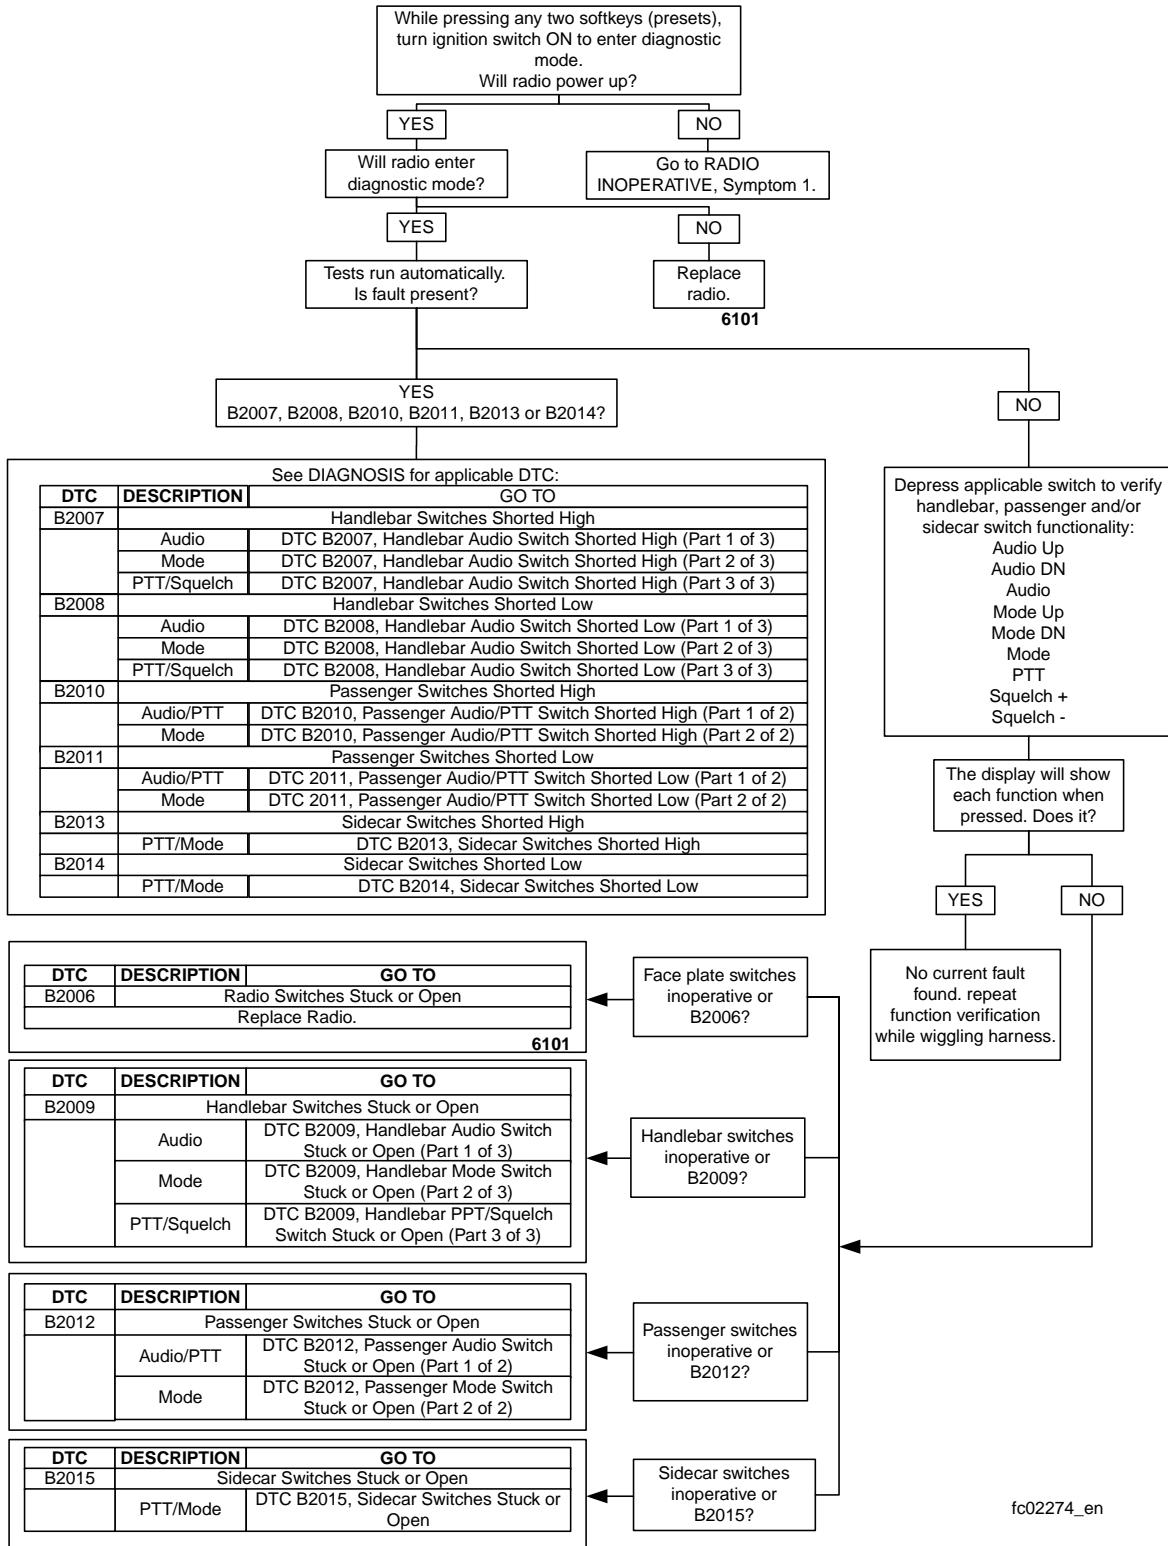 While pressing any two softkeys (presets),
turn ignition switch ON to enter diagnostic
mode.
Will radio power up?
YES
NO
Will radio enter
diagnostic mode?
Go to RADIO
INOPERATIVE, Symptom 1.
YES
NO
Tests run automatically.
Is fault present?
Replace
radio.
6101
YES
B2007, B2008, B2010, B2011, B2013 or B2014?
NO
See DIAGNOSIS for applicable DTC:
DTC DESCRIPTION GO TO
B2007 Handlebar Switches Shorted High
Audio DTC B2007, Handlebar Audio Switch Shorted High (Part 1 of 3)
Mode DTC B2007, Handlebar Audio Switch Shorted High (Part 2 of 3)
PTT/Squelch DTC B2007, Handlebar Audio Switch Shorted High (Part 3 of 3)
B2008 Handlebar Switches Shorted Low
Audio DTC B2008, Handlebar Audio Switch Shorted Low (Part 1 of 3)
Mode DTC B2008, Handlebar Audio Switch Shorted Low (Part 2 of 3)
PTT/Squelch DTC B2008, Handlebar Audio Switch Shorted Low (Part 3 of 3)
B2010 Passenger Switches Shorted High
Audio/PTT DTC B2010, Passenger Audio/PTT Switch Shorted High (Part 1 of 2)
Mode DTC B2010, Passenger Audio/PTT Switch Shorted High (Part 2 of 2)
B2011 Passenger Switches Shorted Low
Audio/PTT DTC 2011, Passenger Audio/PTT Switch Shorted Low (Part 1 of 2)
Mode DTC 2011, Passenger Audio/PTT Switch Shorted Low (Part 2 of 2)
B2013 Sidecar Switches Shorted High
PTT/Mode DTC B2013, Sidecar Switches Shorted High
B2014 Sidecar Switches Shorted Low
PTT/Mode DTC B2014, Sidecar Switches Shorted Low
Depress applicable switch to verify
handlebar, passenger and/or
sidecar switch functionality:
Audio Up
Audio DN
Audio
Mode Up
Mode DN
Mode
PTT
Squelch +
Squelch -
The display will show
each function when
pressed. Does it?
YES
NO
No current fault
found. repeat
function verification
while wiggling harness.
DTC DESCRIPTION GO TO
B2006 Radio Switches Stuck or Open
Replace Radio.
6101
Face plate switches
inoperative or
B2006?
DTC DESCRIPTION GO TO
B2009 Handlebar Switches Stuck or Open
Audio DTC B2009, Handlebar Audio Switch
Stuck or Open (Part 1 of 3)
Mode DTC B2009, Handlebar Mode Switch
Stuck or Open (Part 2 of 3)
PTT/Squelch DTC B2009, Handlebar PPT/Squelch
Switch Stuck or Open (Part 3 of 3)
Handlebar switches
inoperative or
B2009?
DTC DESCRIPTION GO TO
B2012 Passenger Switches Stuck or Open
Audio/PTT DTC B2012, Passenger Audio Switch
Stuck or Open (Part 1 of 2)
Mode DTC B2012, Passenger Mode Switch
Stuck or Open (Part 2 of 2)
Passenger switches
inoperative or
B2012?
DTC DESCRIPTION GO TO
B2015 Sidecar Switches Stuck or Open
PTT/Mode DTC B2015, Sidecar Switches Stuck or
Open
Sidecar switches
inoperative or
B2015?
fc02274_en